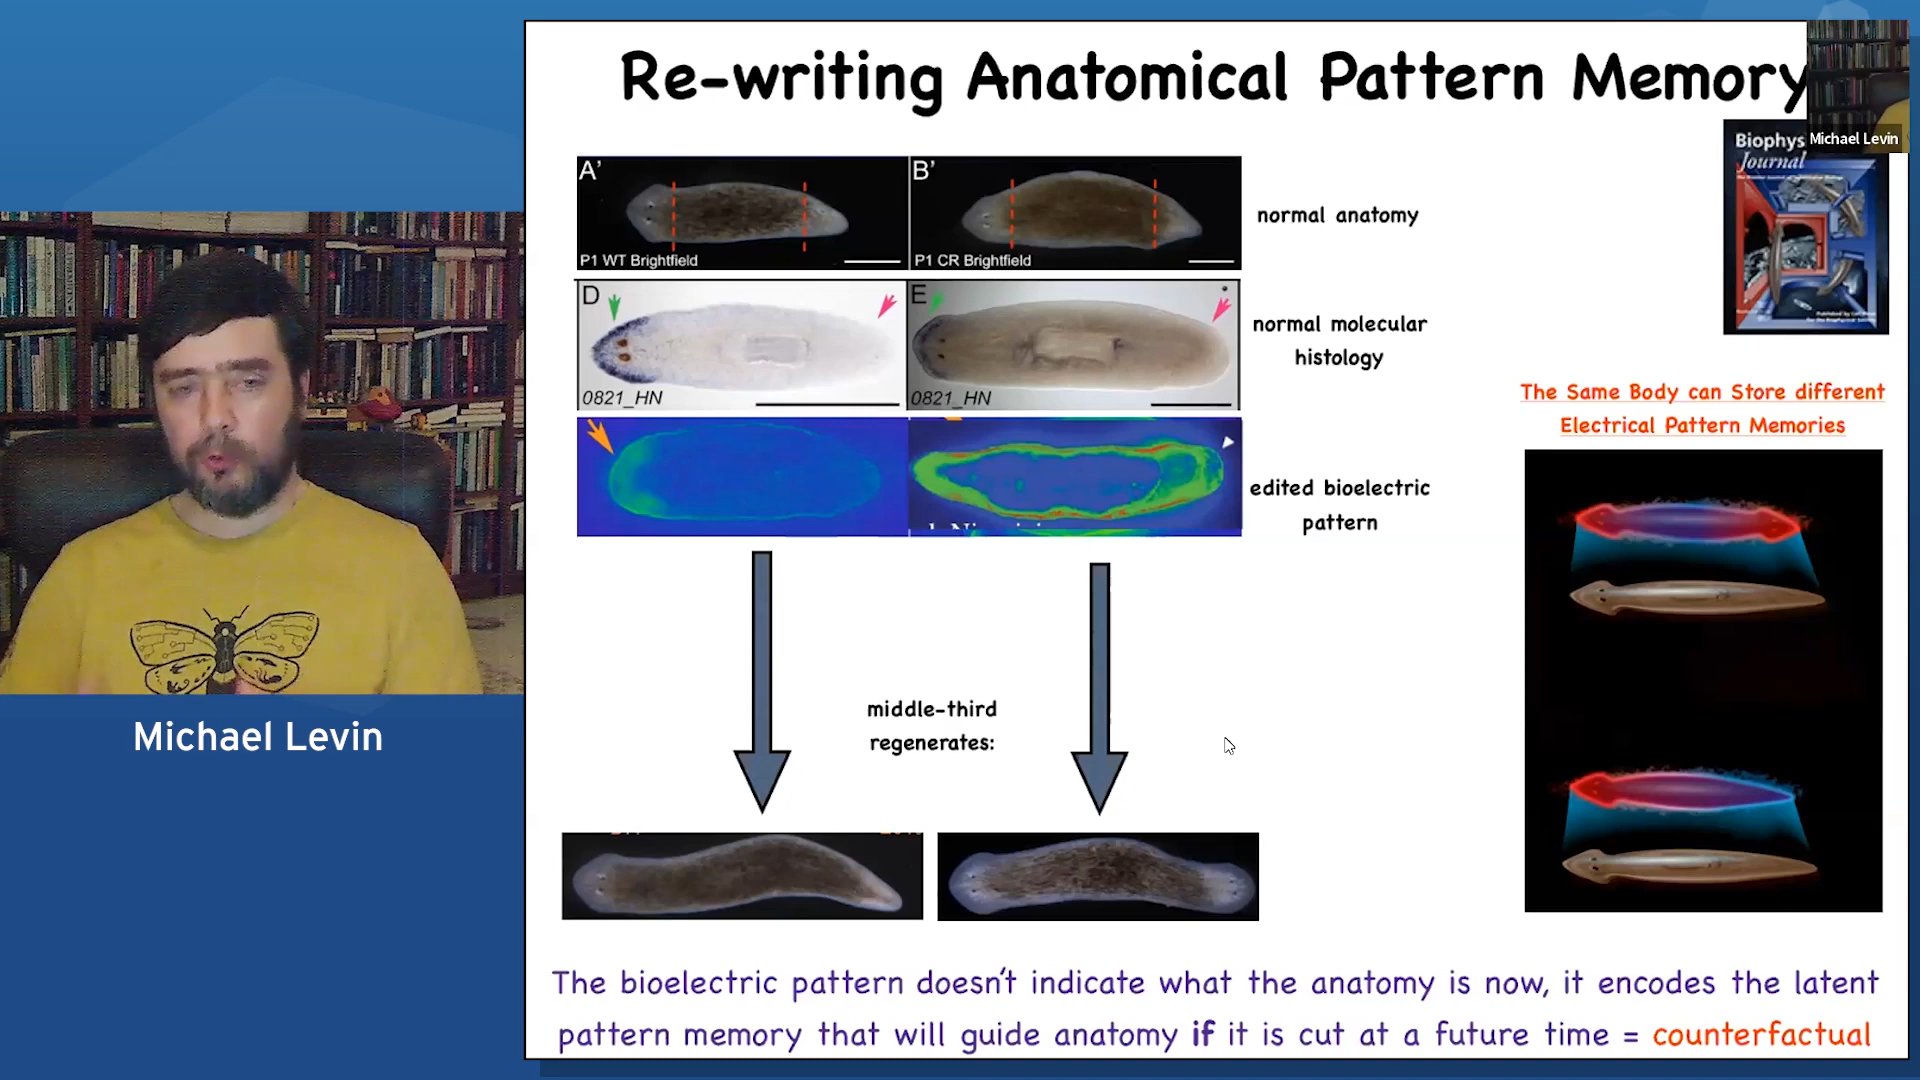 Re-writing Anatomical Pattern Memory
Michael Levin
Biophys
Journal
A'
B'
P1 WT Brightfield
P1 CR Brightfield
normal anatomy
D
E
0821_HN
0821_HN
normal molecular
histology
The Same Body can Store different
Electrical Pattern Memories
edited bioelectric
pattern
middle-third
regenerates:
Michael Levin
The bioelectric pattern doesn't indicate what the anatomy is now, it encodes the latent
pattern memory that will guide anatomy if it is cut at a future time = counterfactual